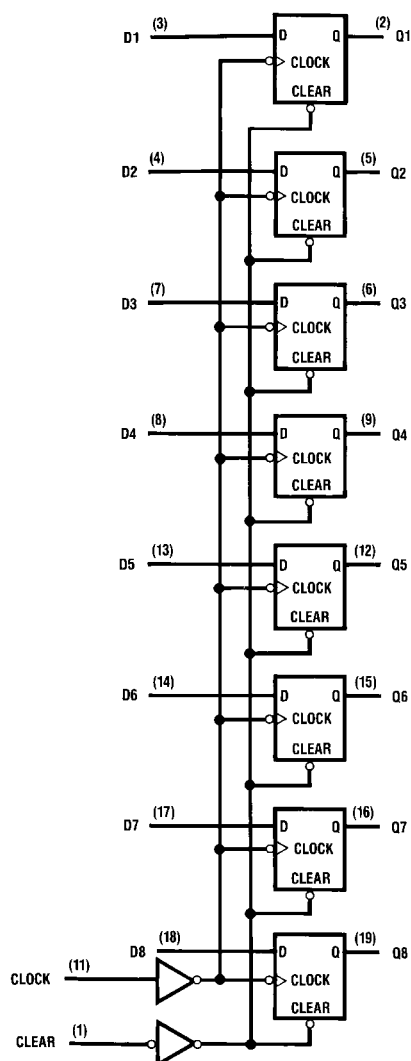 D1 (3) D Q (2) Q1
CLOCK
CLEAR
D2 (4) D Q (5) Q2
CLOCK
CLEAR
D3 (7) D Q (6) Q3
CLOCK
CLEAR
D4 (8) D Q (9) Q4
CLOCK
CLEAR
D5 (13) D Q (12) Q5
CLOCK
CLEAR
D6 (14) D Q (15) Q6
CLOCK
CLEAR
D7 (17) D Q (16) Q7
CLOCK
CLEAR
D8 (18) D Q (19) Q8
CLOCK (11) CLOCK
CLEAR
CLEAR (1)